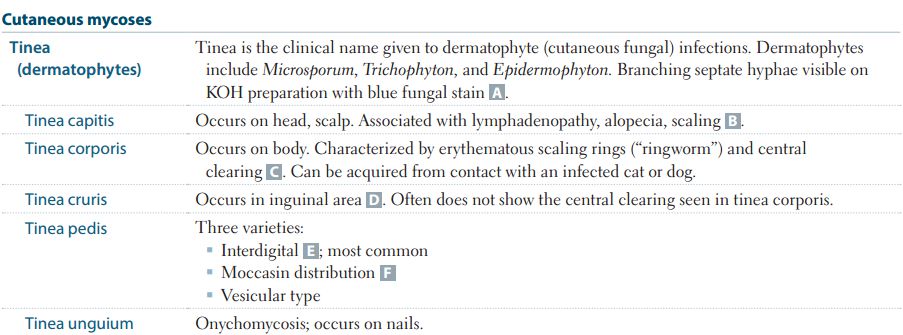 Cutaneous mycoses
Tinea (dermatophytes)
Tinea is the clinical name given to dermatophyte (cutaneous fungal) infections. Dermatophytes
include Microsporum, Trichophyton, and Epidermophyton. Branching septate hyphae visible on
KOH preparation with blue fungal stain A.
Tinea capitis
Occurs on head, scalp. Associated with lymphadenopathy, alopecia, scaling B.
Tinea corporis
Occurs on body. Characterized by erythematous scaling rings (“ringworm”) and central
clearing C. Can be acquired from contact with an infected cat or dog.
Tinea cruris
Occurs in inguinal area D. Often does not show the central clearing seen in tinea corporis.
Tinea pedis
Three varieties:
▪ Interdigital E; most common
▪ Moccasin distribution F
▪ Vesicular type
Tinea unguium
Onychomycosis; occurs on nails.